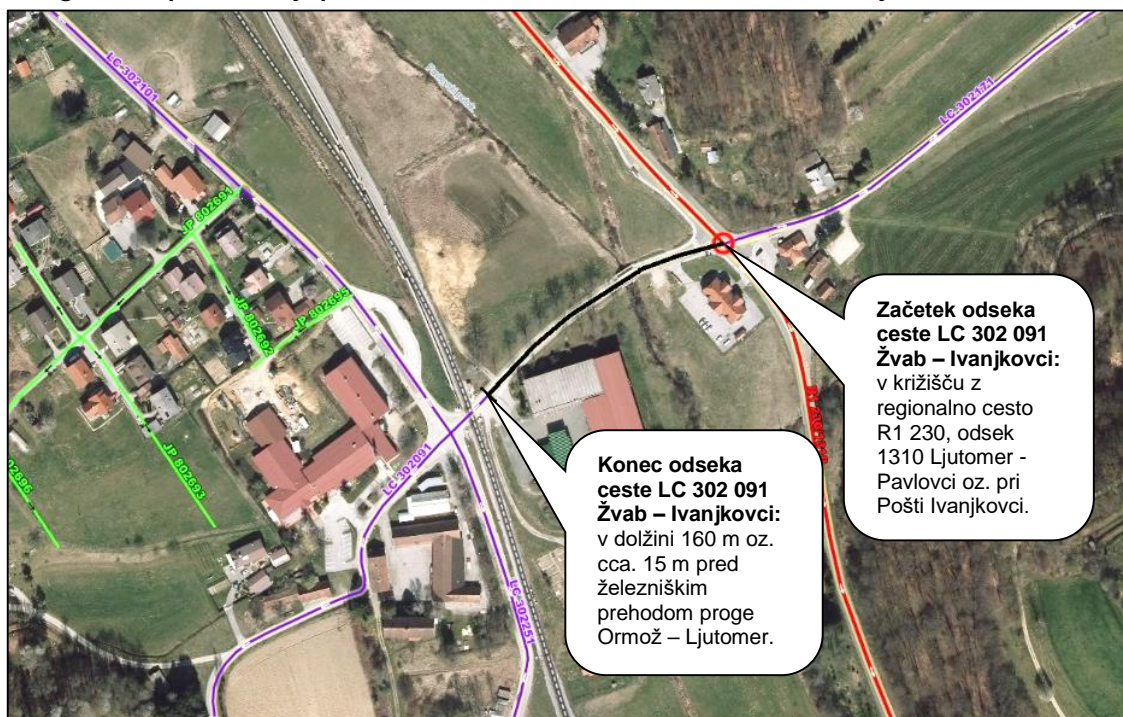 LC 302101
LC 302171
JP 802691
JP 802692
JP 802695
JP 802693
LC 302091
LC 302251
Začetek odseka
ceste LC 302 091
Žvab – Ivanjkovci:
v križišču z
regionalno cesto
R1 230, odsek
1310 Ljutomer -
Pavlovci oz. pri
Pošti Ivanjkovci.
Konec odseka
ceste LC 302 091
Žvab – Ivanjkovci:
v dolžini 160 m oz.
cca. 15 m pred
železniškim
prehodom proge
Ormož – Ljutomer.